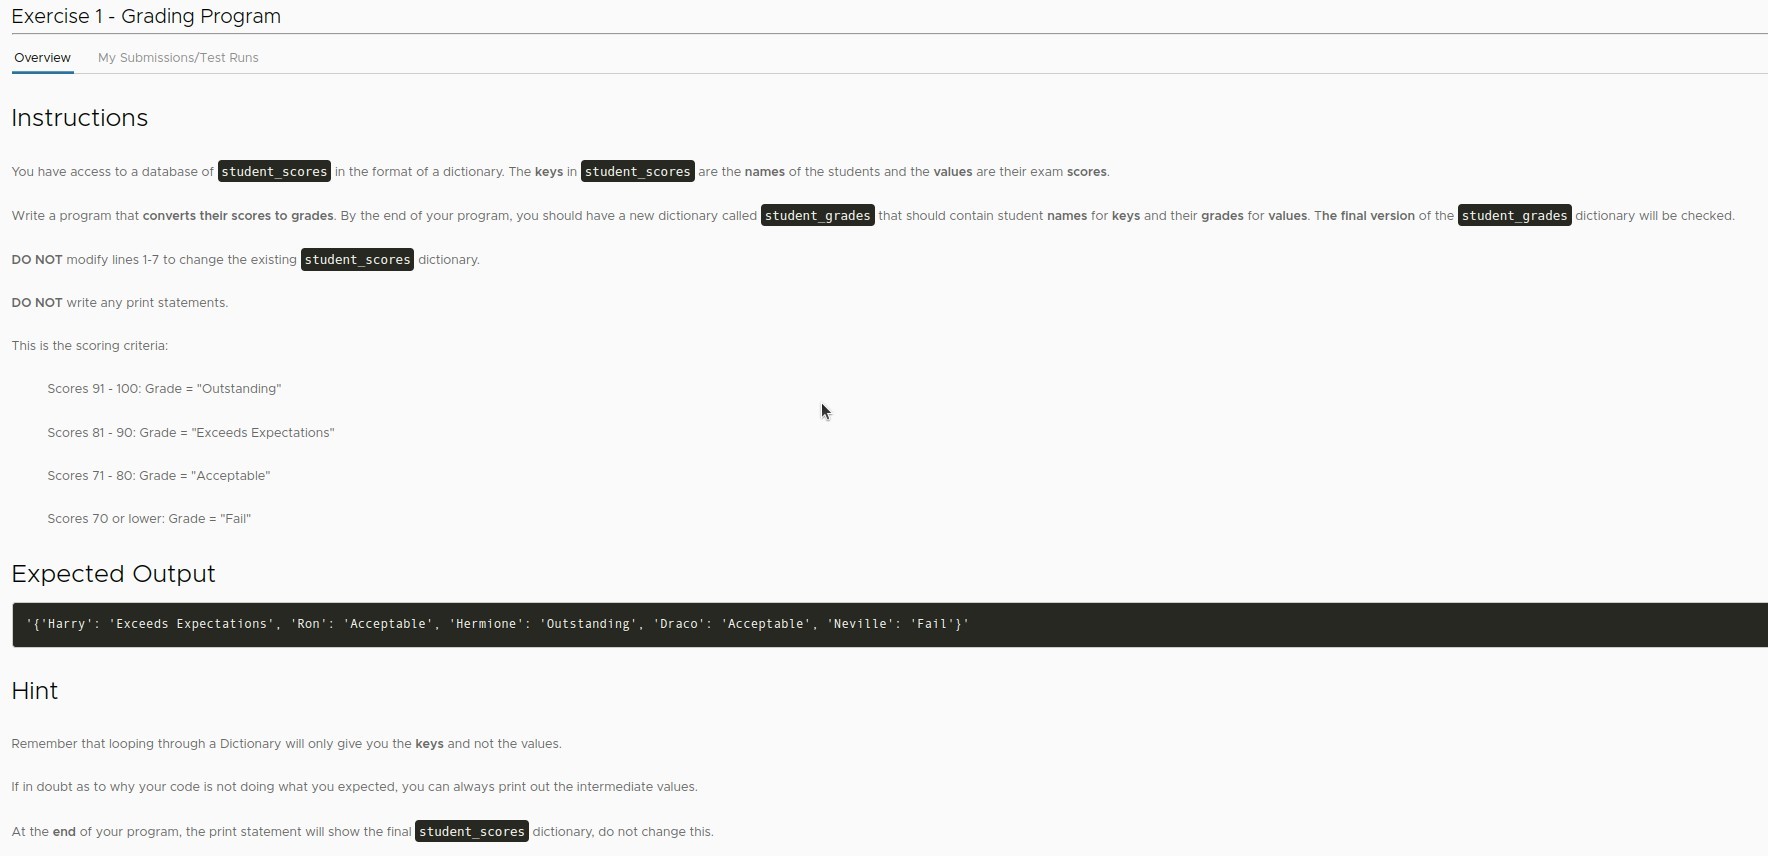 Exercise 1 - Grading Program
Overview My Submissions/Test Runs
Instructions
You have access to a database of student_scores in the format of a dictionary. The keys in student_scores are the names of the students and the values are their exam scores.
Write a program that converts their scores to grades. By the end of your program, you should have a new dictionary called student_grades that should contain student names for keys and their grades for values. The final version of the student_grades dictionary will be checked.
DO NOT modify lines 1-7 to change the existing student_scores dictionary.
DO NOT write any print statements.
This is the scoring criteria:
Scores 91 - 100: Grade = "Outstanding"
Scores 81 - 90: Grade = "Exceeds Expectations"
Scores 71 - 80: Grade = "Acceptable"
Scores 70 or lower: Grade = "Fail"
Expected Output
'{'Harry': 'Exceeds Expectations', 'Ron': 'Acceptable', 'Hermione': 'Outstanding', 'Draco': 'Acceptable', 'Neville': 'Fail'}'
Hint
Remember that looping through a Dictionary will only give you the keys and not the values.
If in doubt as to why your code is not doing what you expected, you can always print out the intermediate values.
At the end of your program, the print statement will show the final student_scores dictionary, do not change this.